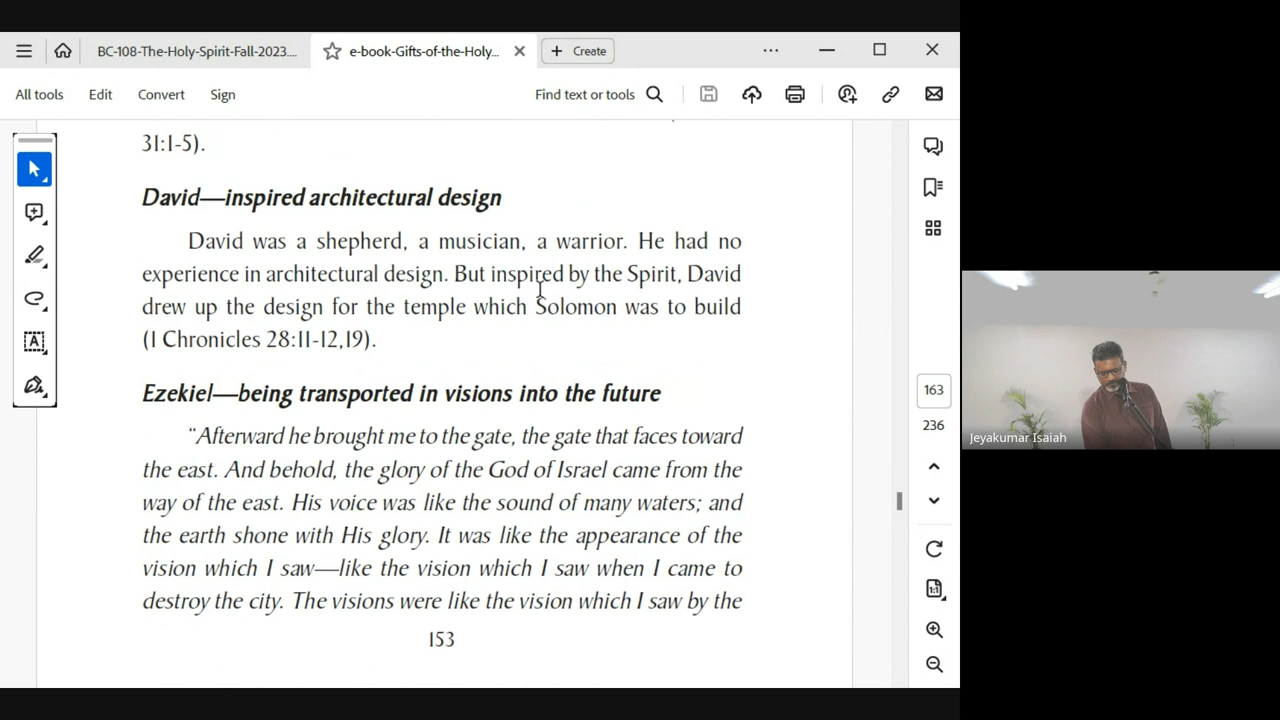 BC-108-The-Holy-Spirit-Fall-2023....
e-book-Gifts-of-the-Holy...
Create
All tools
Edit
Convert
Sign
Find text or tools
31:1-5).
David—inspired architectural design
David was a shepherd, a musician, a warrior. He had no
experience in architectural design. But inspired by the Spirit, David
drew up the design for the temple which Solomon was to build
(1 Chronicles 28:11-12,19).
Ezekiel—being transported in visions into the future
"Afterward he brought me to the gate, the gate that faces toward
the east. And behold, the glory of the God of Israel came from the
way of the east. His voice was like the sound of many waters; and
the earth shone with His glory. It was like the appearance of the
vision which I saw—like the vision which I saw when I came to
destroy the city. The visions were like the vision which I saw by the
153
163
236
1:1
Jeyakumar Isaiah